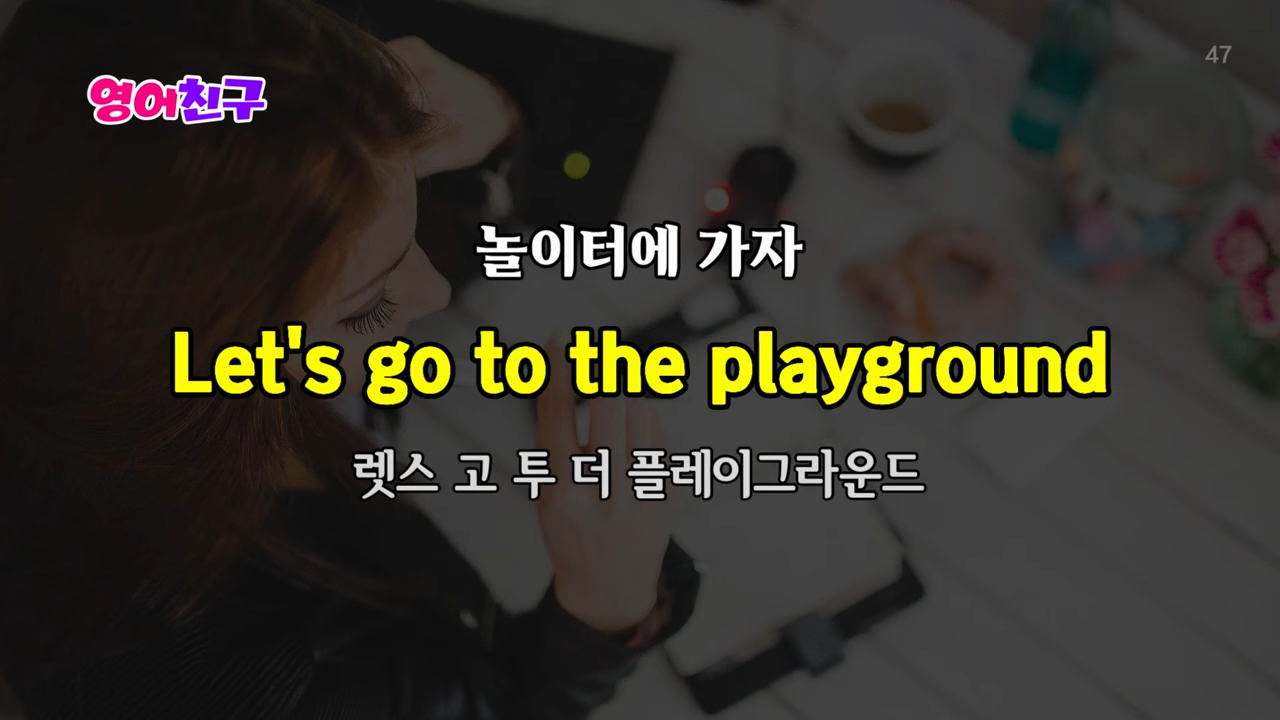 47
영어친구
놀이터에 가자
Let's go to the playground
렛스 고 투 더 플레이그라운드